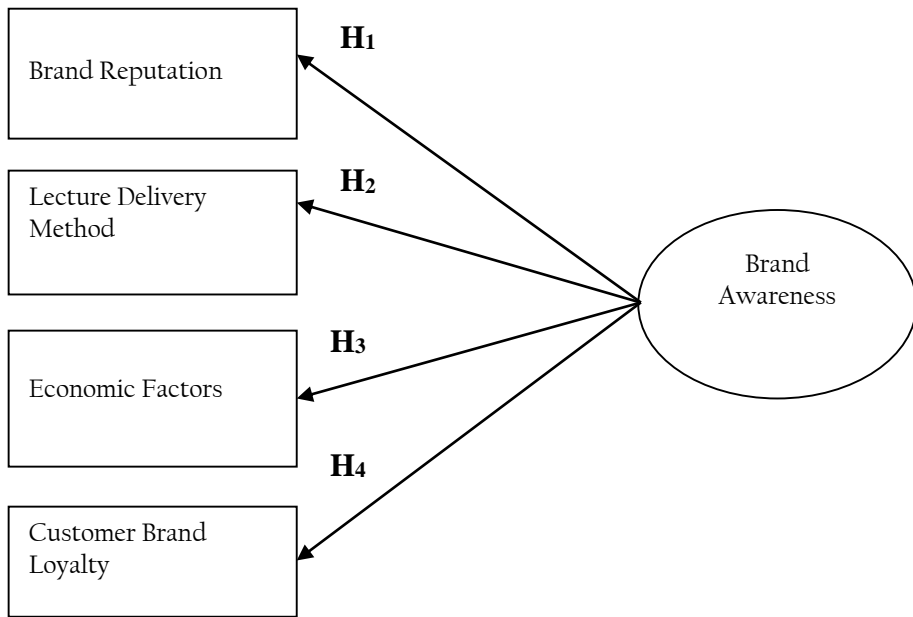 H1
Brand Reputation
H2
Lecture Delivery
Method
Brand
Awareness
H3
Economic Factors
H4
Customer Brand
Loyalty